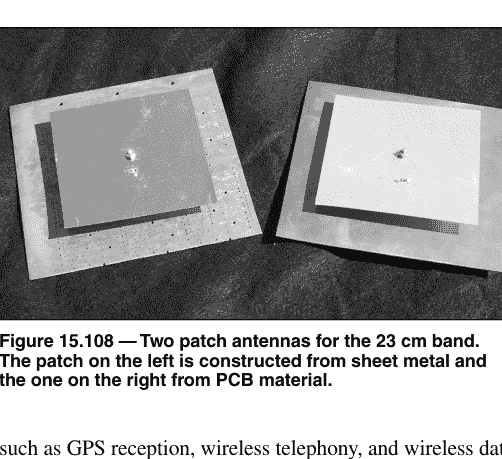 Figure 15.108 — Two patch antennas for the 23 cm band.
The patch on the left is constructed from sheet metal and
the one on the right from PCB material.
such as GPS reception, wireless telephony, and wireless dat